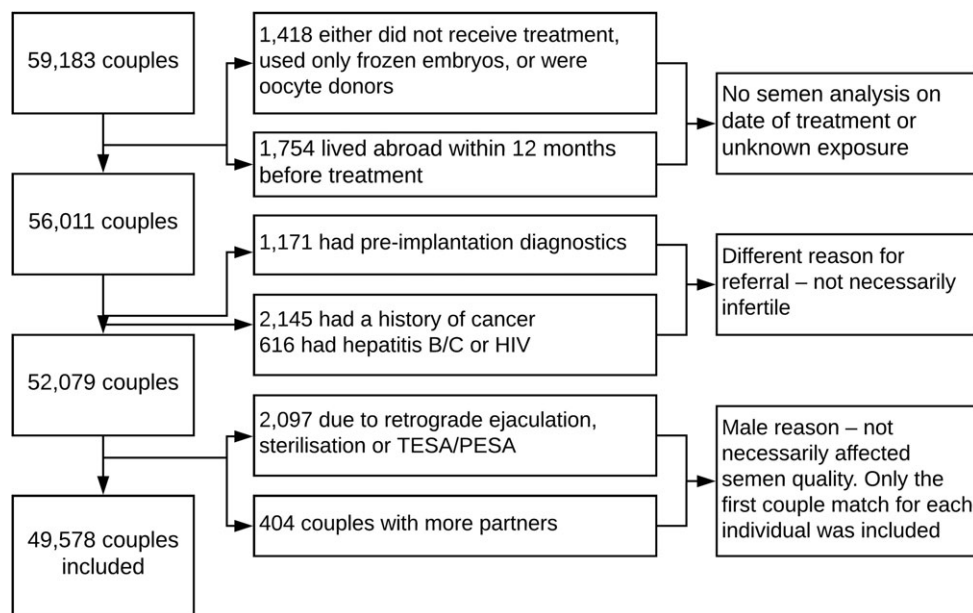 59,183 couples
1,418 either did not receive treatment,
used only frozen embryos, or were
oocyte donors
1,754 lived abroad within 12 months
before treatment
No semen analysis on
date of treatment or
unknown exposure
56,011 couples
1,171 had pre-implantation diagnostics
2,145 had a history of cancer
616 had hepatitis B/C or HIV
Different reason for
referral – not necessarily
infertile
52,079 couples
2,097 due to retrograde ejaculation,
sterilisation or TESA/PESA
404 couples with more partners
Male reason – not
necessarily affected
semen quality. Only the
first couple match for each
individual was included
49,578 couples
included